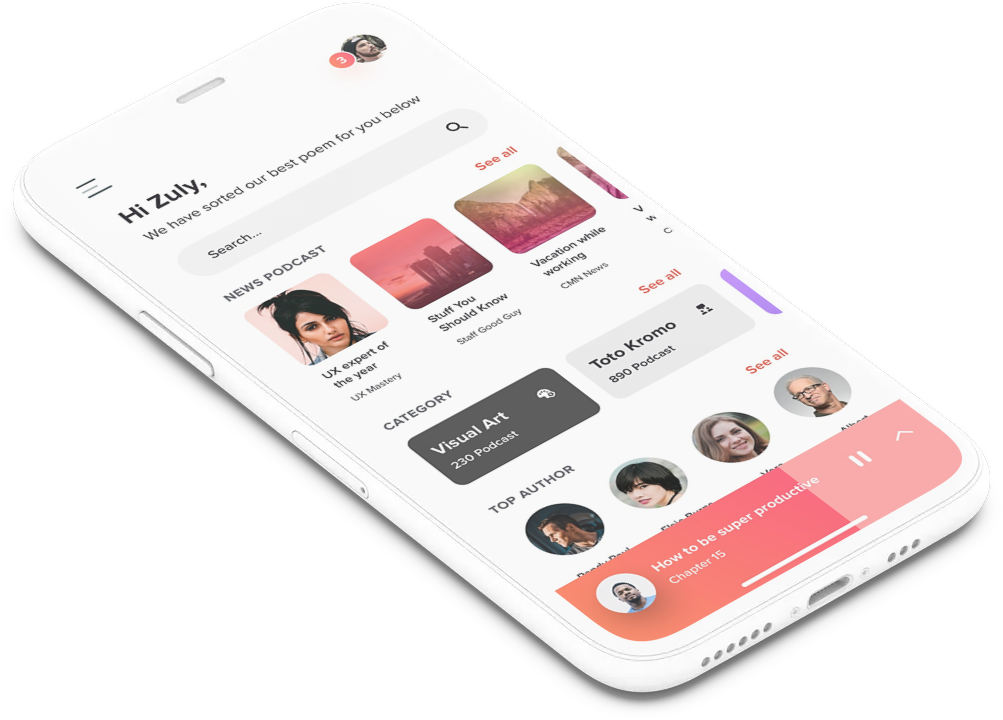 3
Hi Zuly,
We have sorted our best poem for you below
Search...
NEWS PODCAST
See all
UX expert of
the year
UX Mastery
Stuff You
Should Know
Staff Good Guy
Vacation while
working
CMN News
V
w
C
CATEGORY
See all
Visual Art
230 Podcast
Toto Kromo
890 Podcast
TOP AUTHOR
See all
How to be super productive
Chapter 15